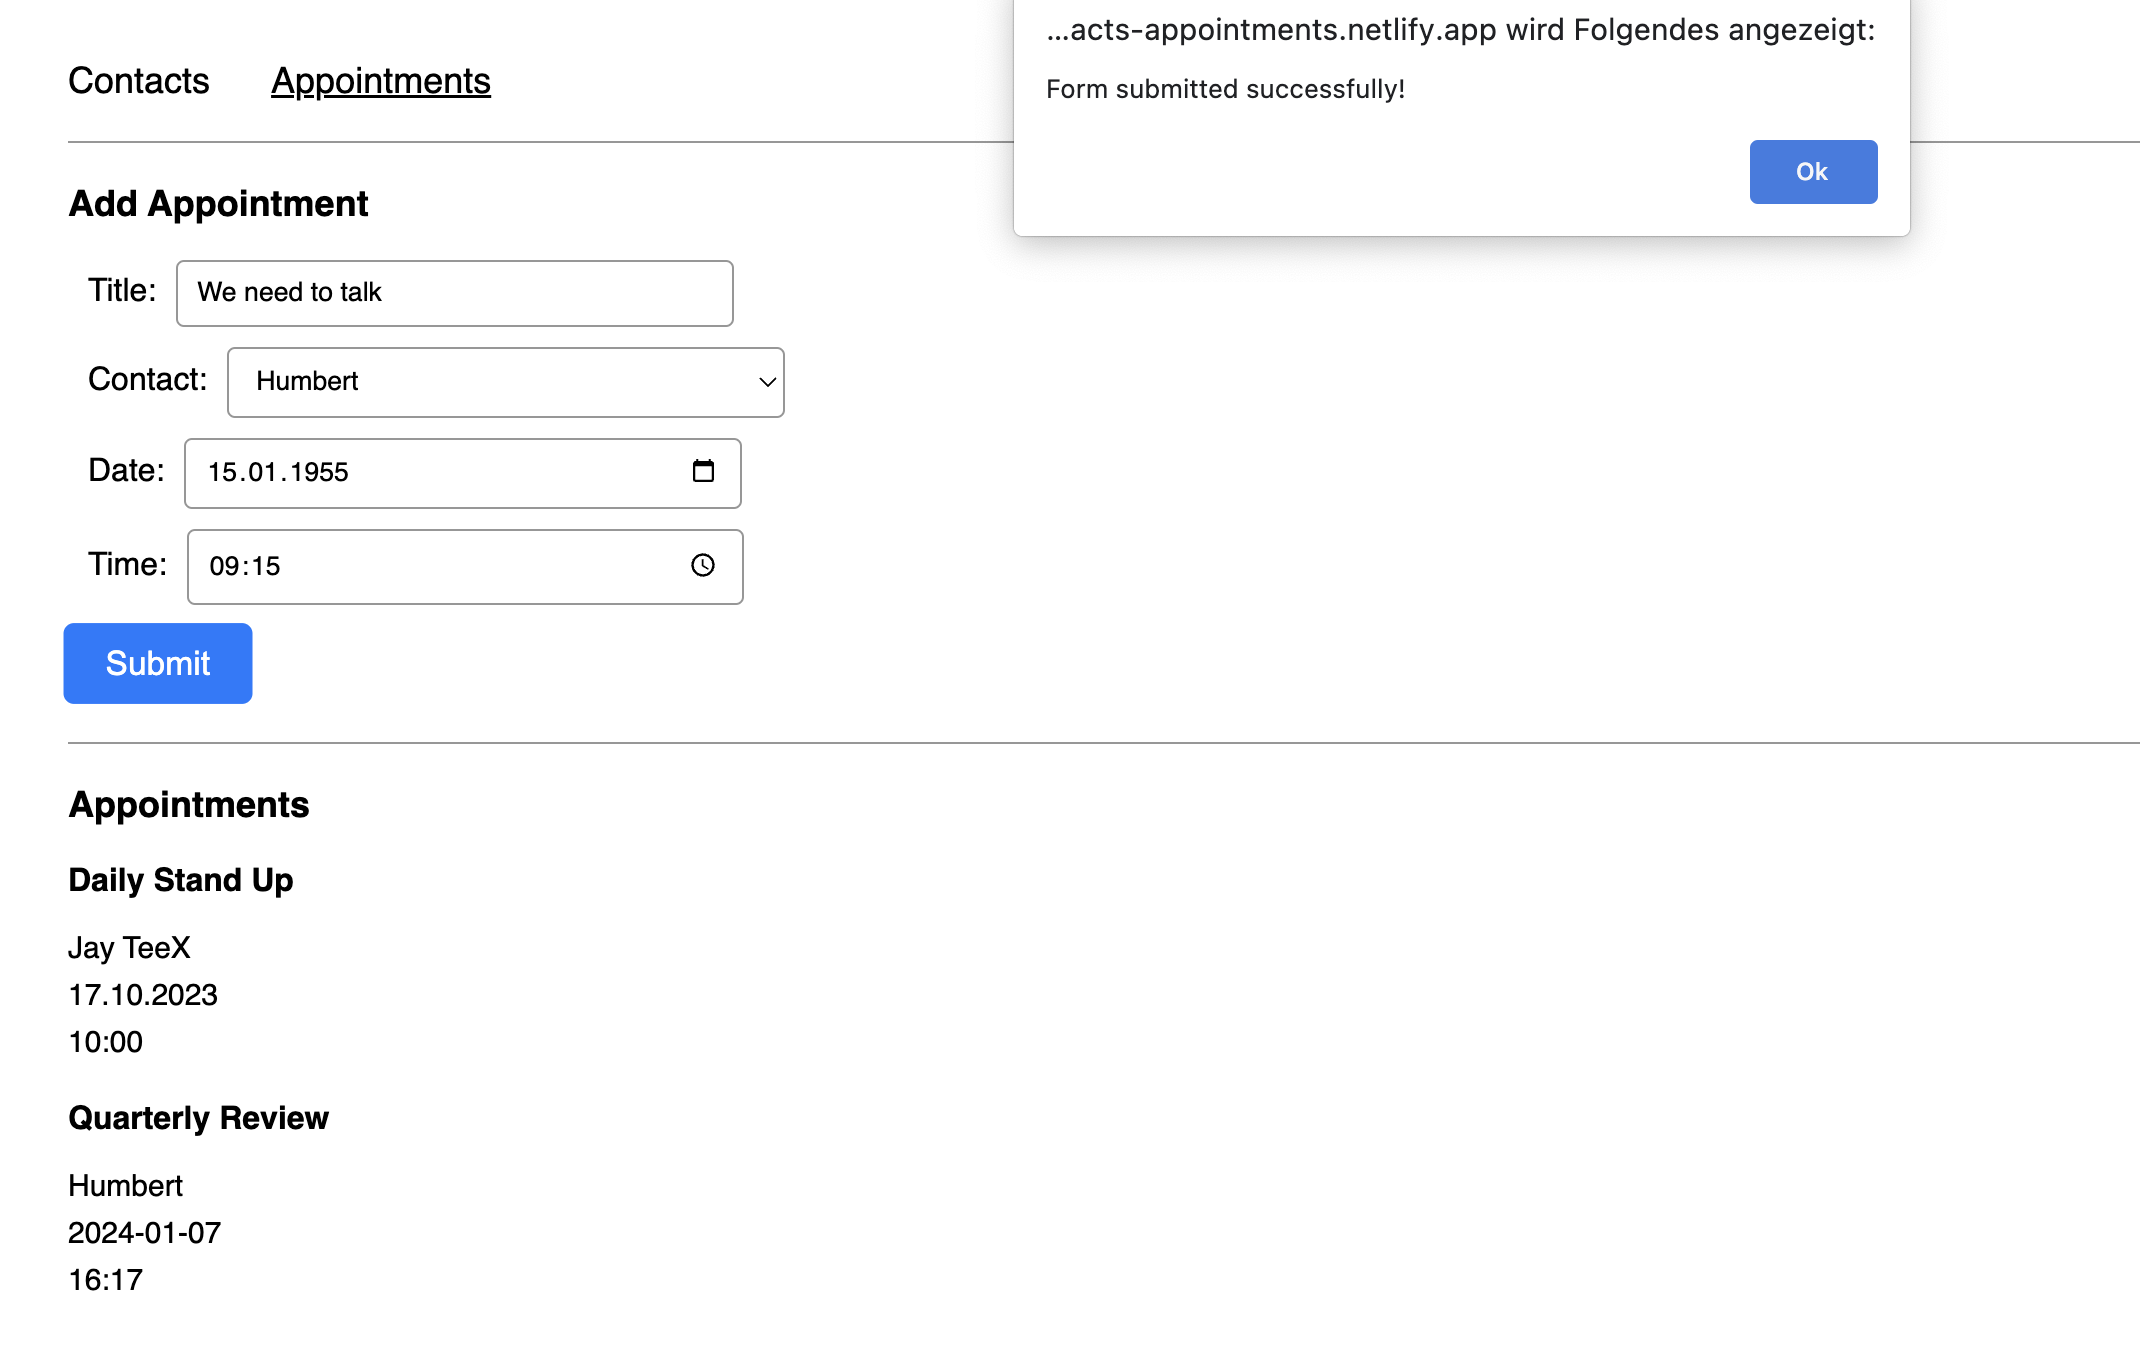 Contacts Appointments
...acts-appointments.netlify.app wird Folgendes angezeigt:
Form submitted successfully!
Ok
Add Appointment
Title: We need to talk
Contact: Humbert
Date: 15.01.1955
Time: 09:15
Submit
Appointments
Daily Stand Up
Jay TeeX
17.10.2023
10:00
Quarterly Review
Humbert
2024-01-07
16:17